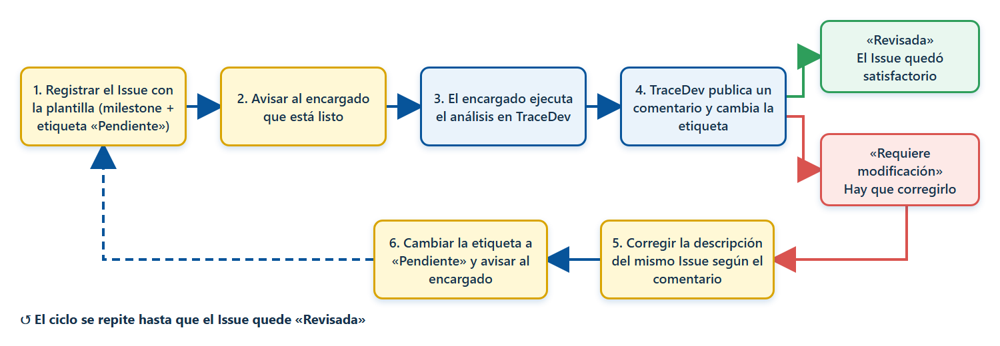 1. Registrar el Issue con
la plantilla (milestone +
etiqueta «Pendiente»)
2. Avisar al encargado
que está listo
3. El encargado ejecuta
el análisis en TraceDev
4. TraceDev publica un
comentario y cambia la
etiqueta
«Revisada»
El Issue quedó
satisfactorio
«Requiere
modificación»
Hay que corregirlo
5. Corregir la descripción
del mismo Issue según el
comentario
6. Cambiar la etiqueta a
«Pendiente» y avisar al
encargado
↺ El ciclo se repite hasta que el Issue quede «Revisada»